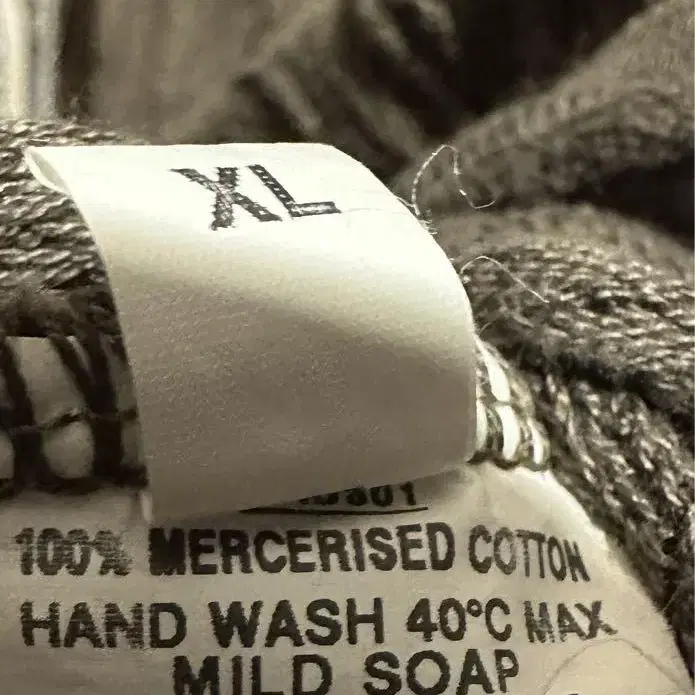 XL
100% MERCERISED COTTON
HAND WASH 40°C MAX
MILD SOAP